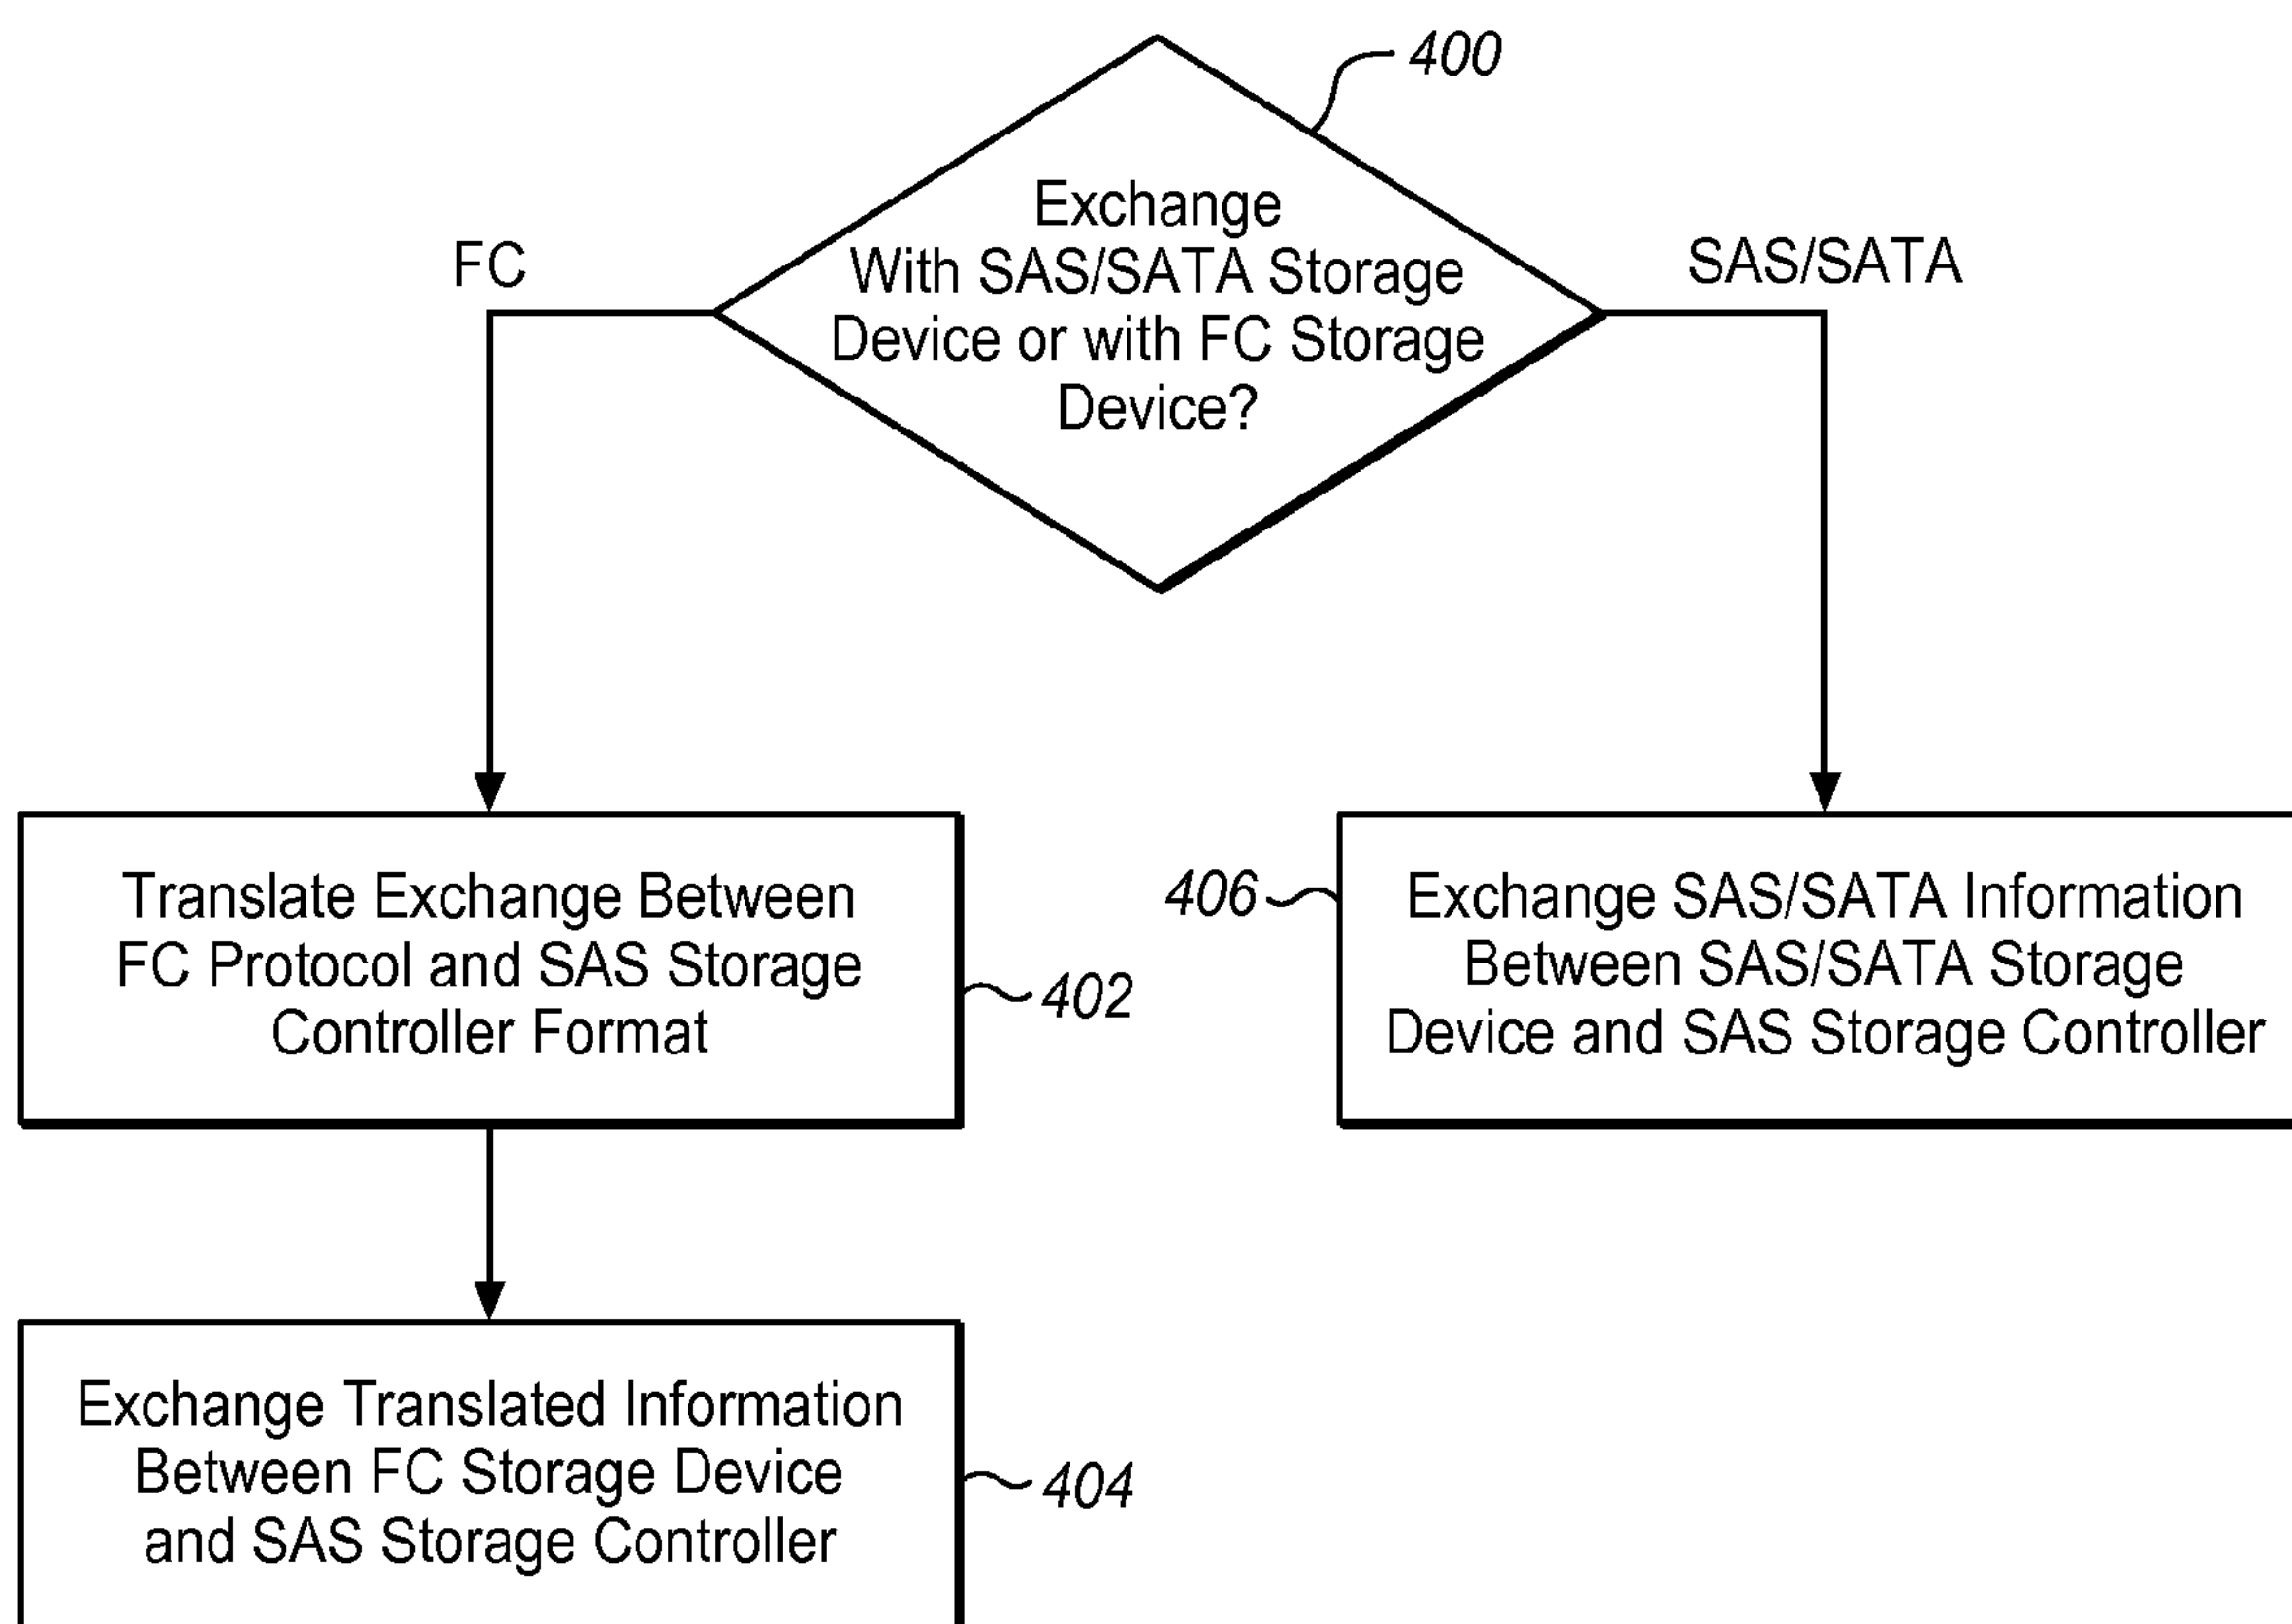 400
Exchange
With SAS/SATA Storage
Device or with FC Storage
Device?
FC
SAS/SATA
Translate Exchange Between
FC Protocol and SAS Storage
Controller Format
402
406
Exchange SAS/SATA Information
Between SAS/SATA Storage
Device and SAS Storage Controller
Exchange Translated Information
Between FC Storage Device
and SAS Storage Controller
404